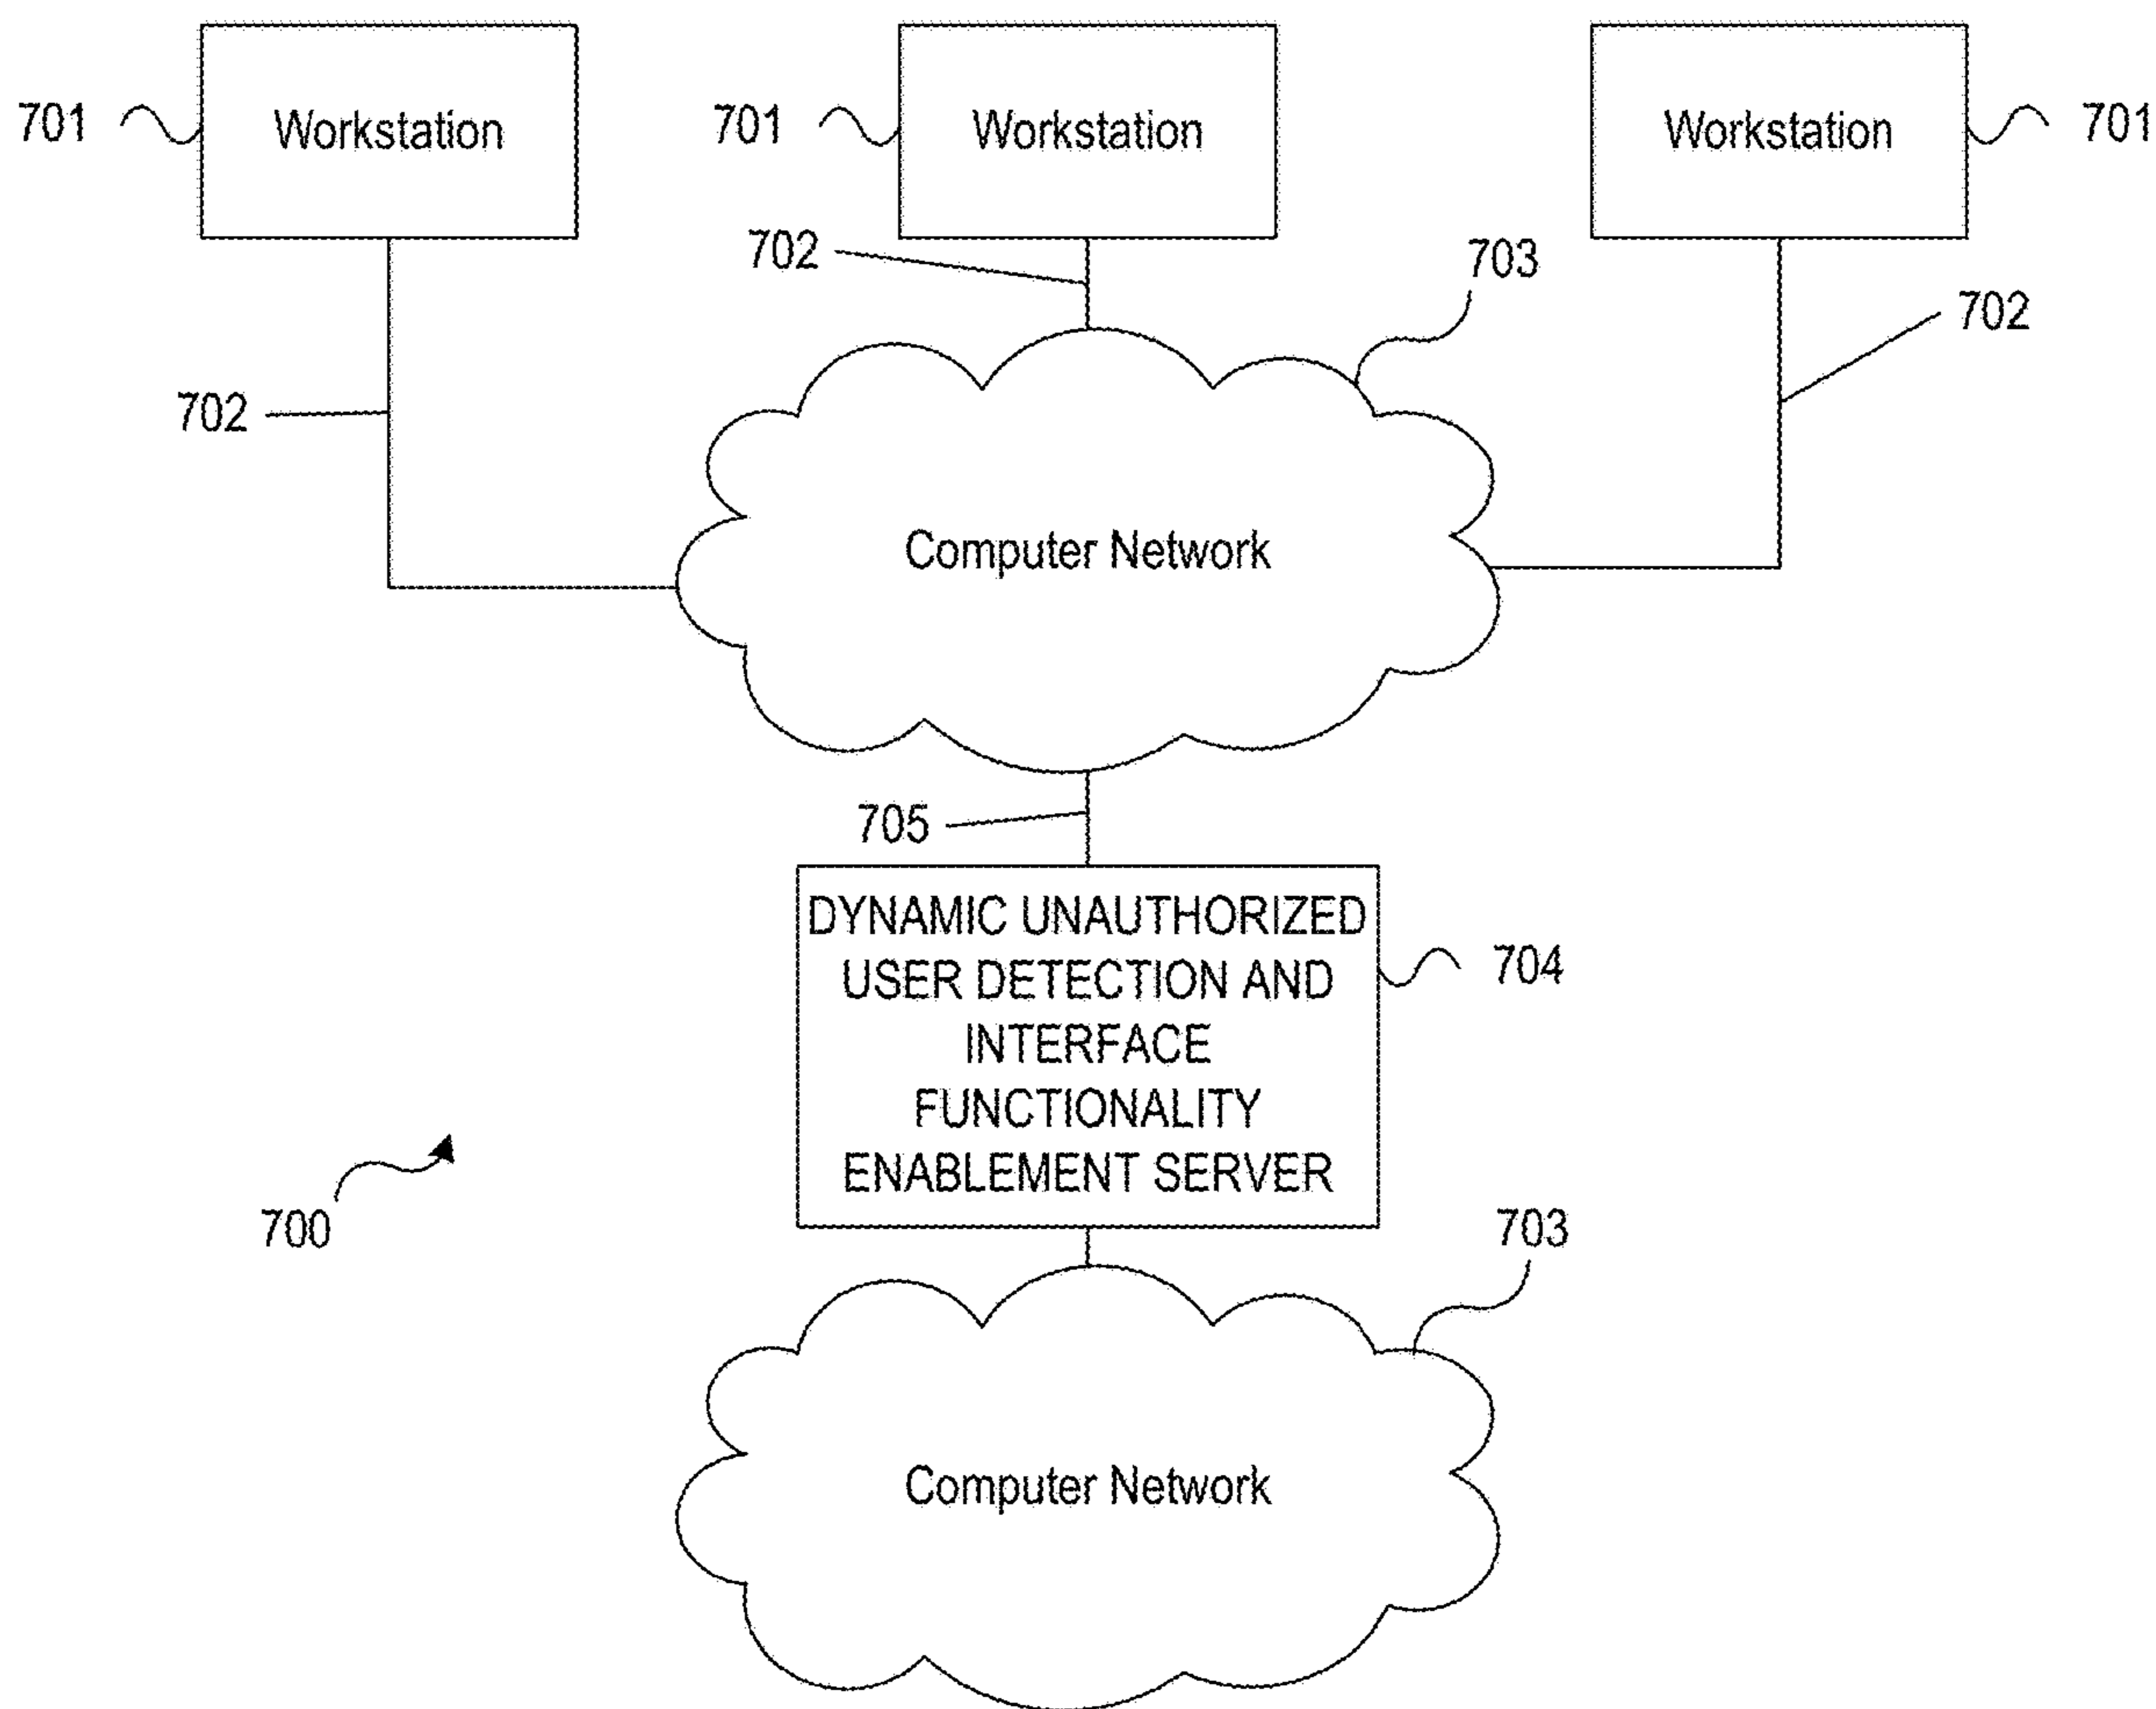 701
Workstation
701
Workstation
Workstation
701
702
703
702
702
Computer Network
705
DYNAMIC UNAUTHORIZED
USER DETECTION AND
INTERFACE
FUNCTIONALITY
ENABLEMENT SERVER
704
700
703
Computer Network